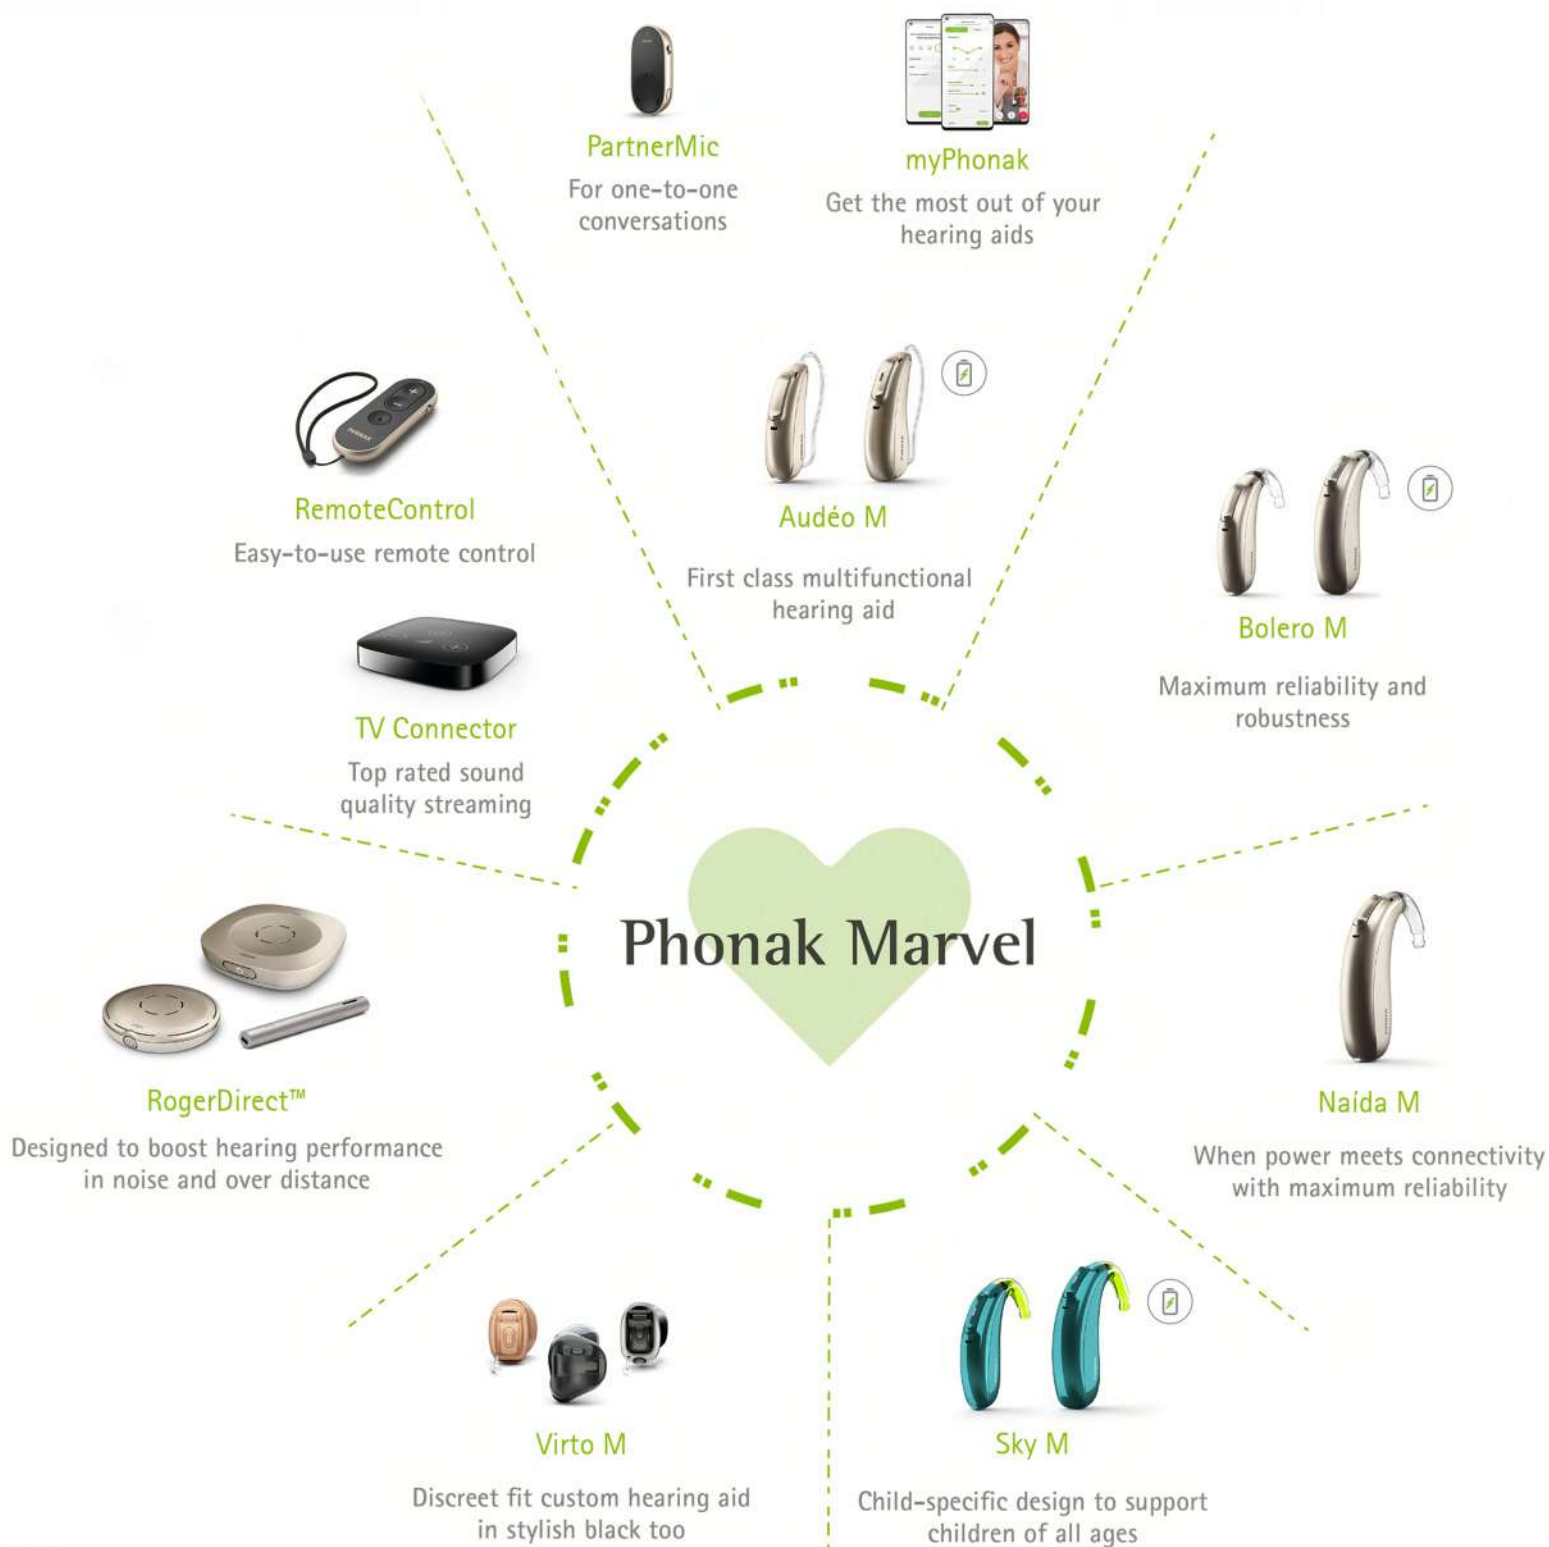 PartnerMic
For one-to-one
conversations
myPhonak
Get the most out of your
hearing aids
RemoteControl
Easy-to-use remote control
Audéo M
First class multifunctional
hearing aid
Bolero M
Maximum reliability and
robustness
TV Connector
Top rated sound
quality streaming
Phonak Marvel
RogerDirect™
Designed to boost hearing performance
in noise and over distance
Naída M
When power meets connectivity
with maximum reliability
Virto M
Discreet fit custom hearing aid
in stylish black too
Sky M
Child-specific design to support
children of all ages